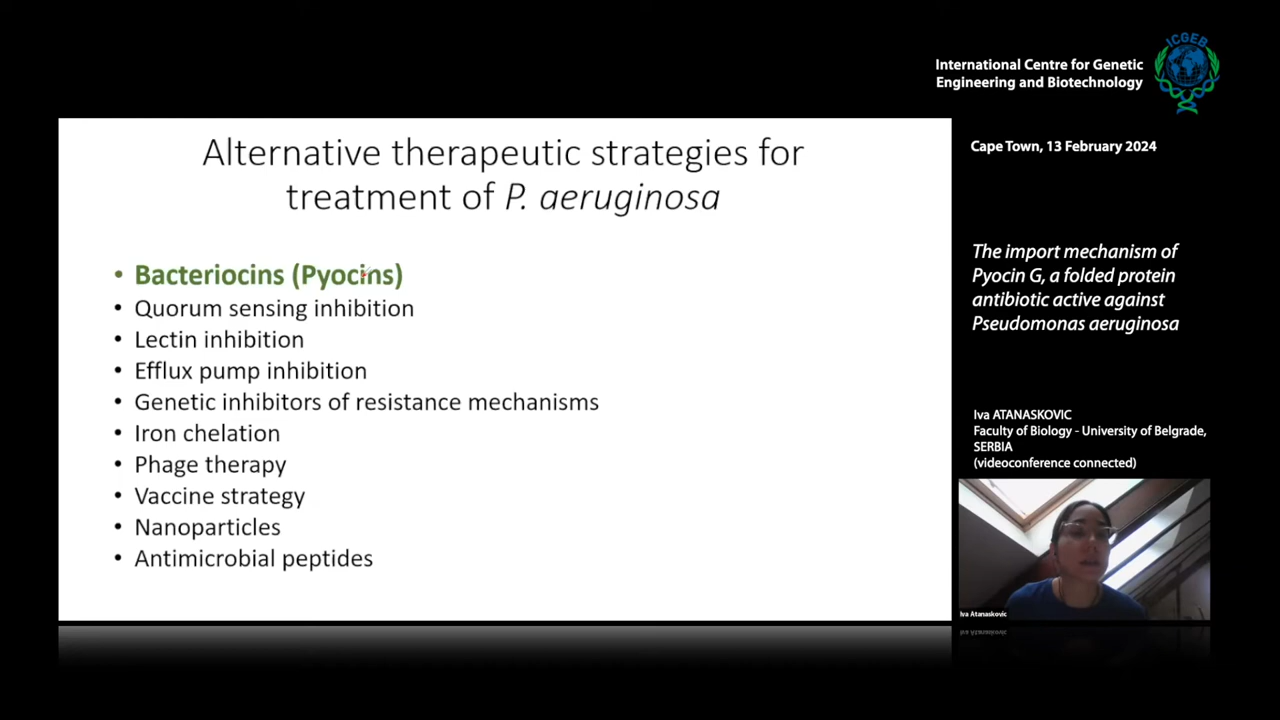 ICGEB
International Centre for Genetic
Engineering and Biotechnology
Cape Town, 13 February 2024
Alternative therapeutic strategies for
treatment of P. aeruginosa
• Bacteriocins (Pyocins)
• Quorum sensing inhibition
• Lectin inhibition
• Efflux pump inhibition
• Genetic inhibitors of resistance mechanisms
• Iron chelation
• Phage therapy
• Vaccine strategy
• Nanoparticles
• Antimicrobial peptides
The import mechanism of
Pyocin G, a folded protein
antibiotic active against
Pseudomonas aeruginosa
Iva ATANASKOVIC
Faculty of Biology - University of Belgrade,
SERBIA
(videoconference connected)
Iva Atanaskovic